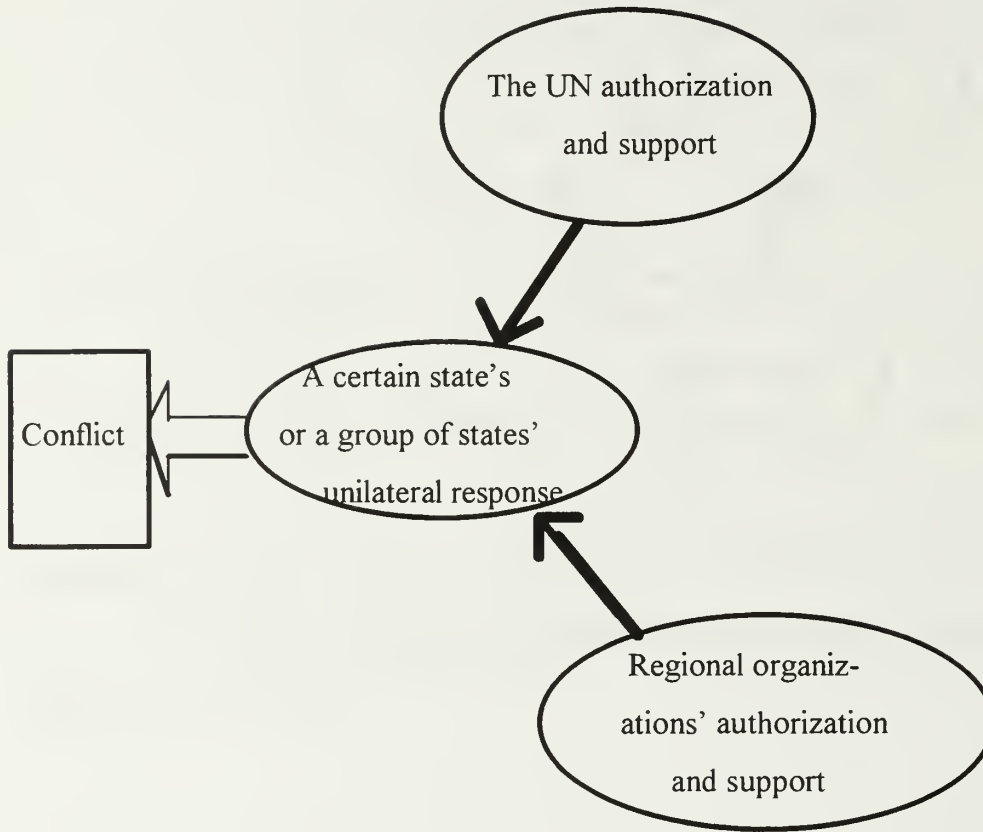 The UN authorization
and support
A certain state's
or a group of states'
unilateral response
Conflict
Regional organiz-
ations' authorization
and support